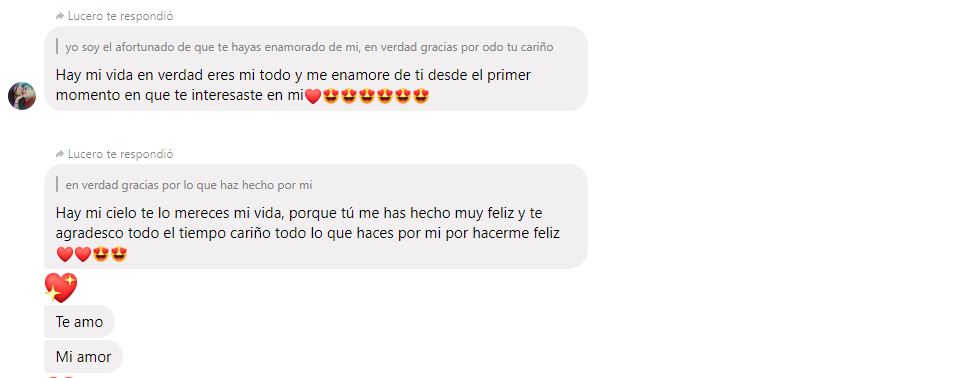 Lucero te respondió
yo soy el afortunado de que te hayas enamorado de mi, en verdad gracias por odo tu cariño
Hay mi vida en verdad eres mi todo y me enamore de ti desde el primer
momento en que te interesaste en mi❤️😍😍😍😍😍😍
Lucero te respondió
en verdad gracias por lo que haz hecho por mi
Hay mi cielo te lo mereces mi vida, porque tú me has hecho muy feliz y te
agradesco todo el tiempo cariño todo lo que haces por mi por hacerme feliz
❤️❤️😍😍
💖
Te amo
Mi amor